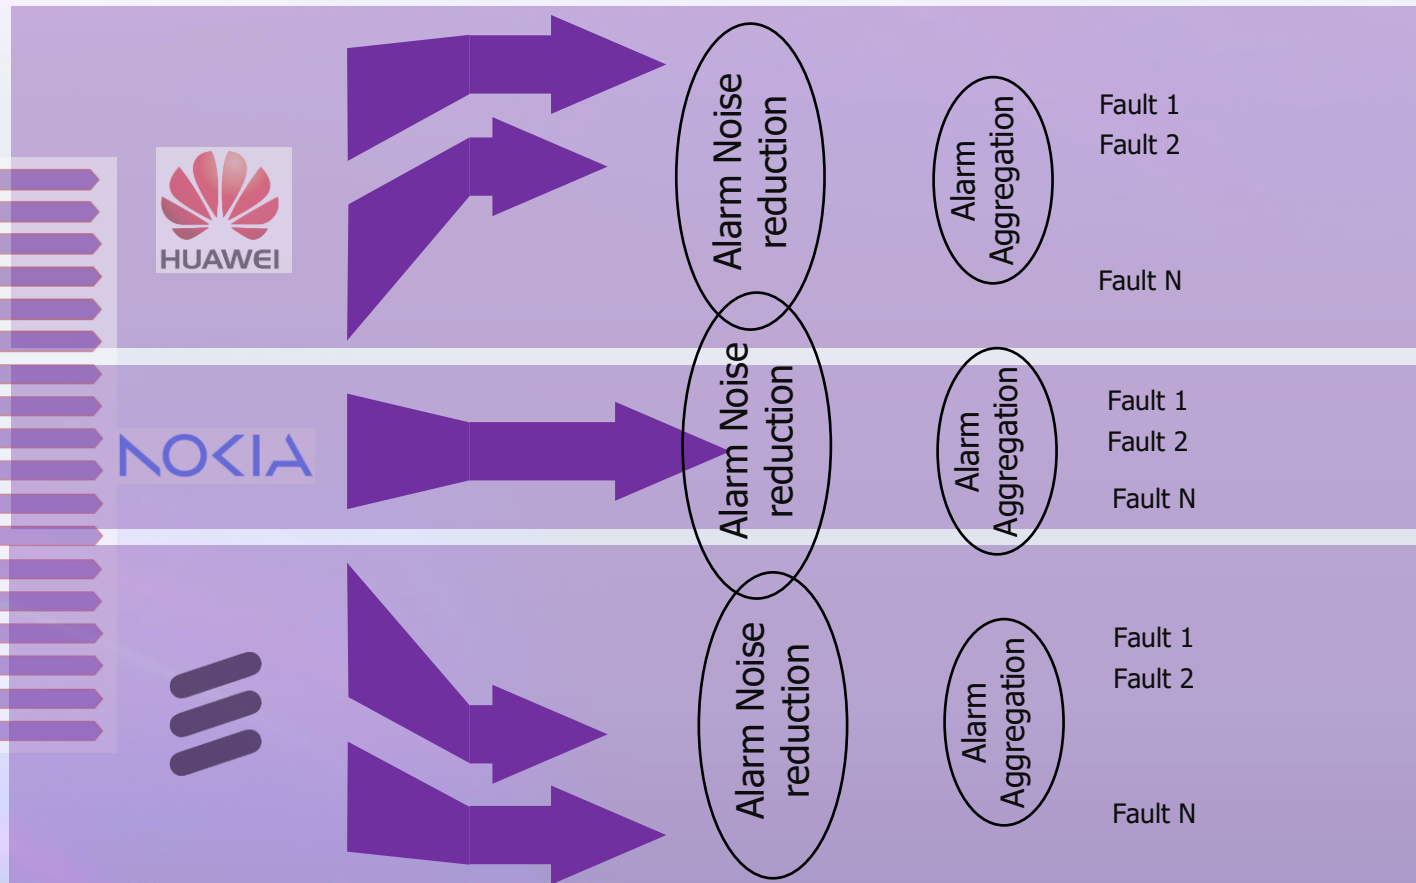 HUAWEI
Alarm Noise
reduction
Alarm
Aggregation
Fault 1
Fault 2
Fault N
NOKIA
Alarm Noise
reduction
Alarm
Aggregation
Fault 1
Fault 2
Fault N
Alarm Noise
reduction
Alarm
Aggregation
Fault 1
Fault 2
Fault N